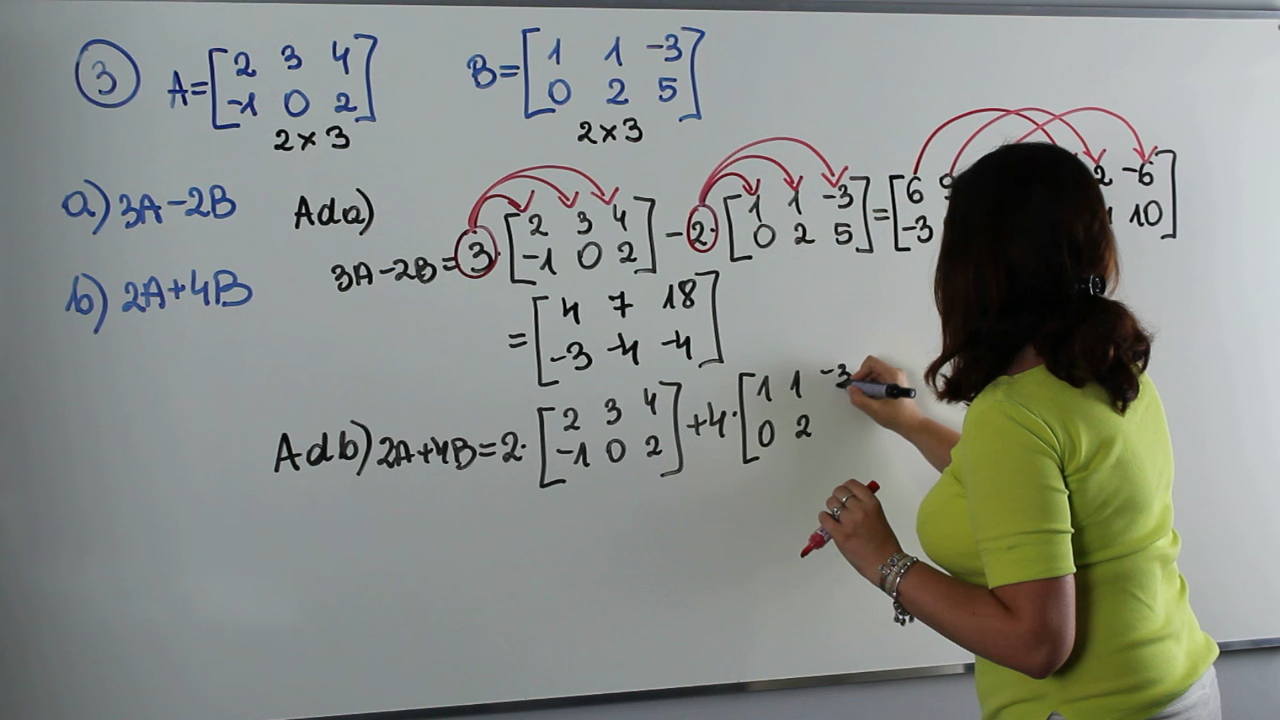 3 A=[2 3 4
-1 0 2] B=[1 1 -3
0 2 5]
2×3 2×3
a) 3A-2B
b) 2A+4B
Ad a)
3A-2B=3·[2 3 4
-1 0 2]-2·[1 1 -3
0 2 5]=[6
-3 2 -6
10]
=[4 7 18
-3 -4 -4]
Ad b) 2A+4B=2·[2 3 4
-1 0 2]+4·[1 1 -3
0 2